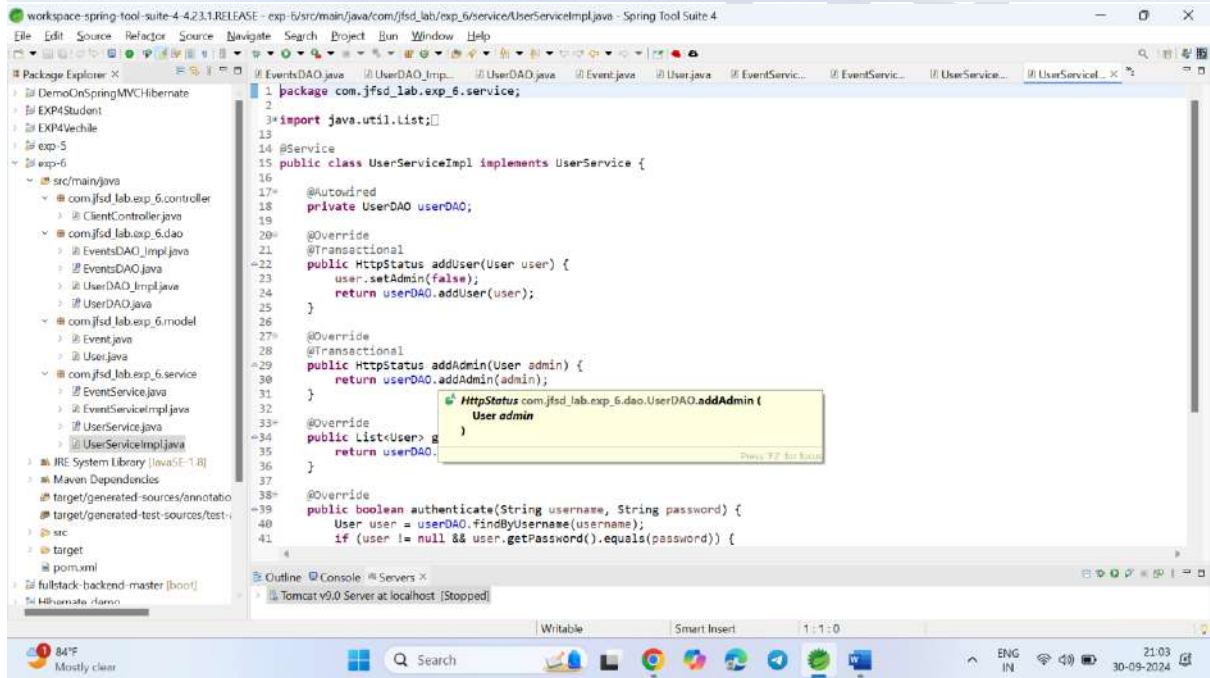 workspace-spring-tool-suite-4-4.23.1.RELEASE - exp-6/src/main/java/com/jfsd_lab/exp_6/service/UserServiceImpl.java - Spring Tool Suite 4
File Edit Source Refactor Source Navigate Search Project Run Window Help
Package Explorer
EventsDAO.java UserDAO_Imp... UserDAO.java Event.java User.java EventServic... EventServic... UserService... UserServiceI...
DemoOnSpringMVCHibernate
EXP4Student
EXP4Vechile
exp-5
exp-6
src/main/java
com.jfsd_lab.exp_6.controller
ClientController.java
com.jfsd_lab.exp_6.dao
EventsDAO_Impl.java
EventsDAO.java
UserDAO_Impl.java
UserDAO.java
com.jfsd_lab.exp_6.model
Event.java
User.java
com.jfsd_lab.exp_6.service
EventService.java
EventServiceImpl.java
UserService.java
UserServiceImpl.java
JRE System Library [JavaSE-1.8]
Maven Dependencies
target/generated-sources/annotatio
target/generated-test-sources/test-
src
target
pom.xml
fullstack-backend-master [boot]
Hibernate demo
1 package com.jfsd_lab.exp_6.service;
2
3 import java.util.List;
13
14 @Service
15 public class UserServiceImpl implements UserService {
16
17 @Autowired
18 private UserDAO userDAO;
19
20 @Override
21 @Transactional
22 public HttpStatus addUser(User user) {
23 user.setAdmin(false);
24 return userDAO.addUser(user);
25 }
26
27 @Override
28 @Transactional
29 public HttpStatus addAdmin(User admin) {
30 return userDAO.addAdmin(admin);
31 }
32
33 @Override
34 public List<User> g
35 return userDAO.
36 }
37
38 @Override
39 public boolean authenticate(String username, String password) {
40 User user = userDAO.findByUsername(username);
41 if (user != null && user.getPassword().equals(password)) {
HttpStatus com.jfsd_lab.exp_6.dao.UserDAO.addAdmin (
User admin
)
Press 'F2' for focus
Outline Console Servers
Tomcat v9.0 Server at localhost [Stopped]
Writable Smart Insert 1 : 1 : 0
84°F
Mostly clear
Search
ENG
IN
21:03
30-09-2024